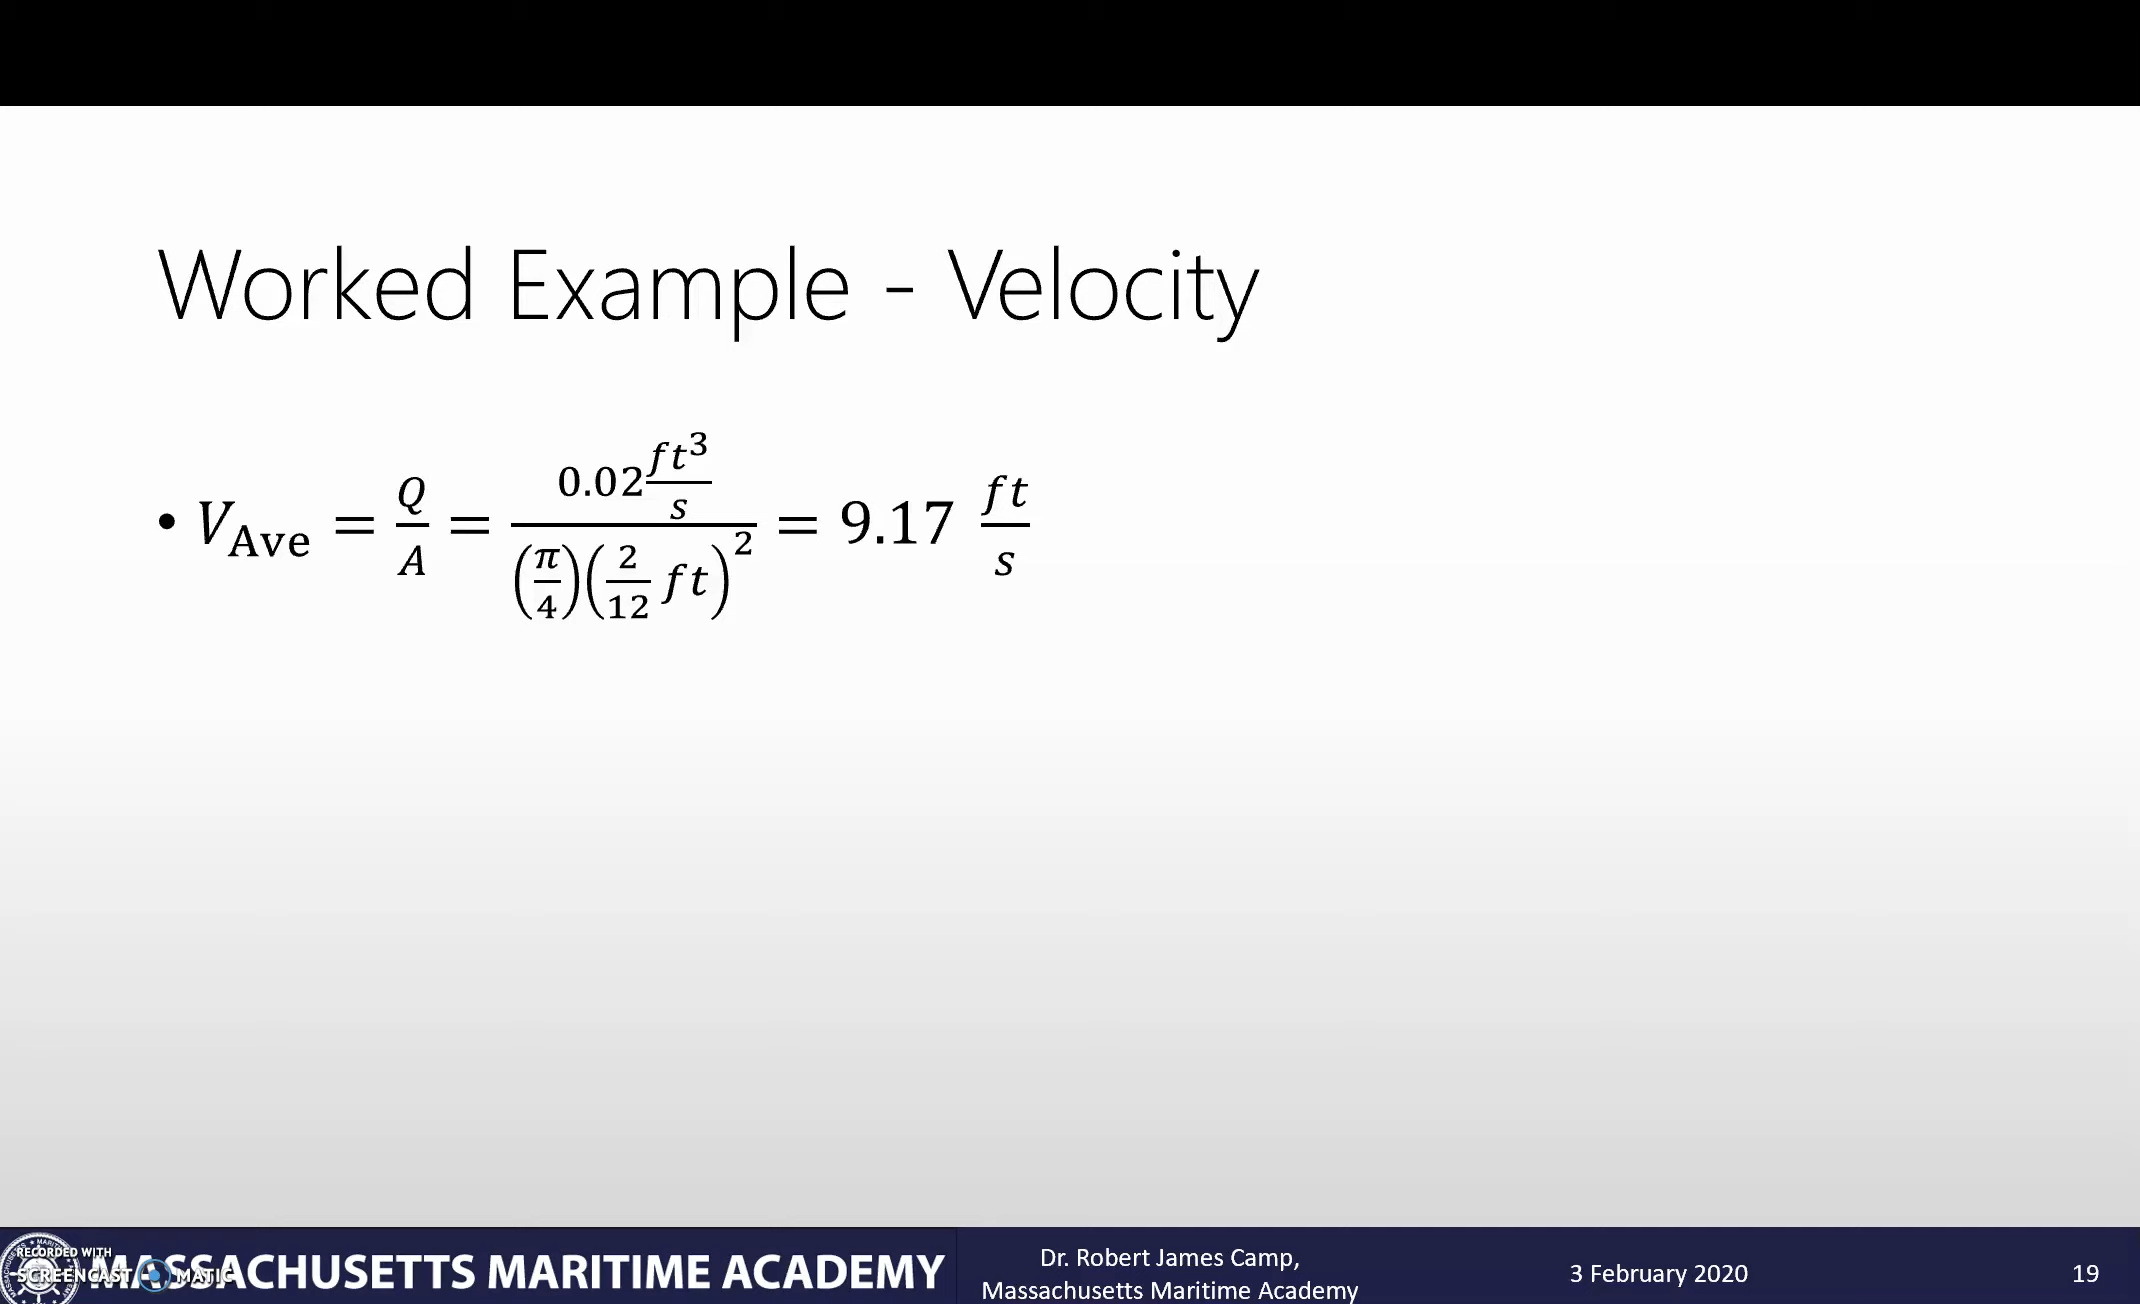 Worked Example - Velocity
• V_Ave = Q/A = (0.02 ft³/s) / ((π/4)(2/12 ft)²) = 9.17 ft/s
RECORDED WITH
SCREENCAST MATIC
MASSACHUSETTS MARITIME ACADEMY
Dr. Robert James Camp,
Massachusetts Maritime Academy
3 February 2020
19